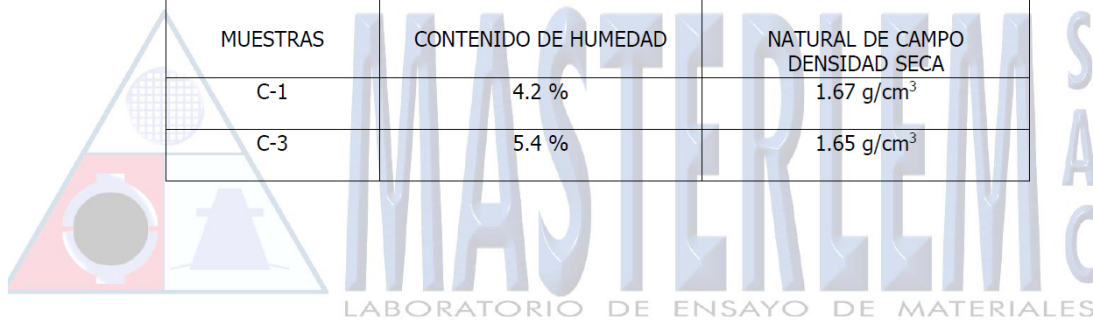 MUESTRAS CONTENIDO DE HUMEDAD NATURAL DE CAMPO
DENSIDAD SECA
C-1 4.2 % 1.67 g/cm³
C-3 5.4 % 1.65 g/cm³
MASTERLEM
SAC
LABORATORIO DE ENSAYO DE MATERIALES